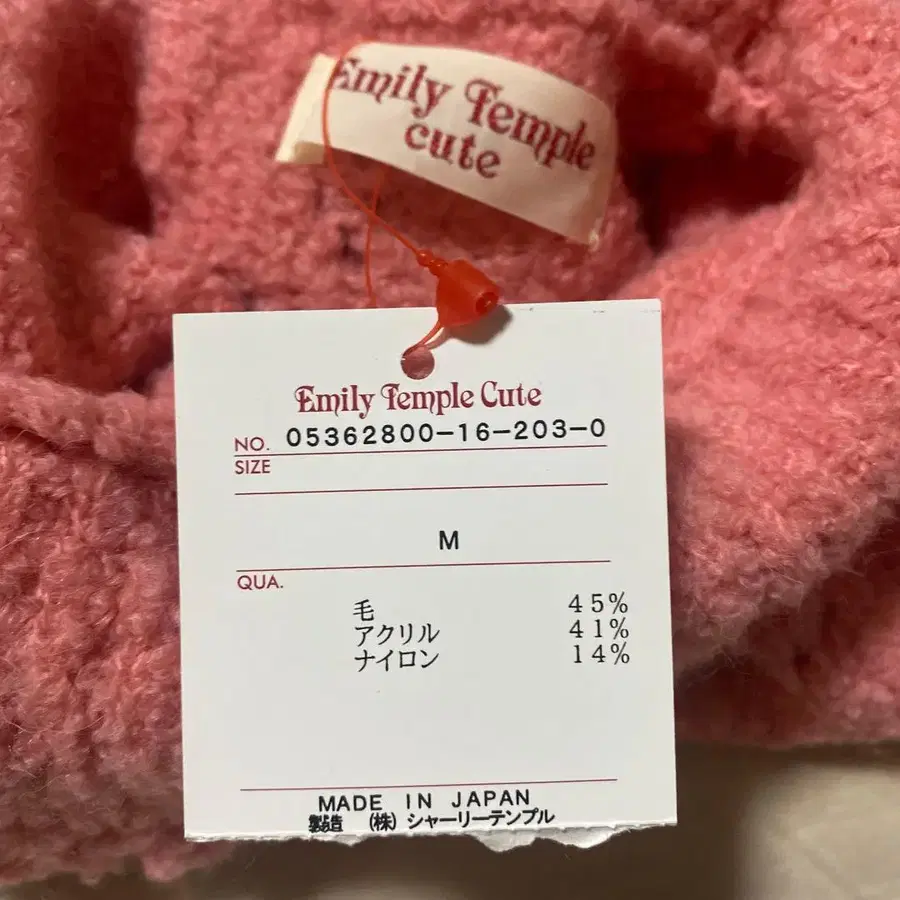 Emily Temple
cute
Emily Temple Cute
NO. 05362800-16-203-0
SIZE
M
QUA.
毛 45%
アクリル 41%
ナイロン 14%
MADE IN JAPAN
製造 (株) シャーリーテンプル